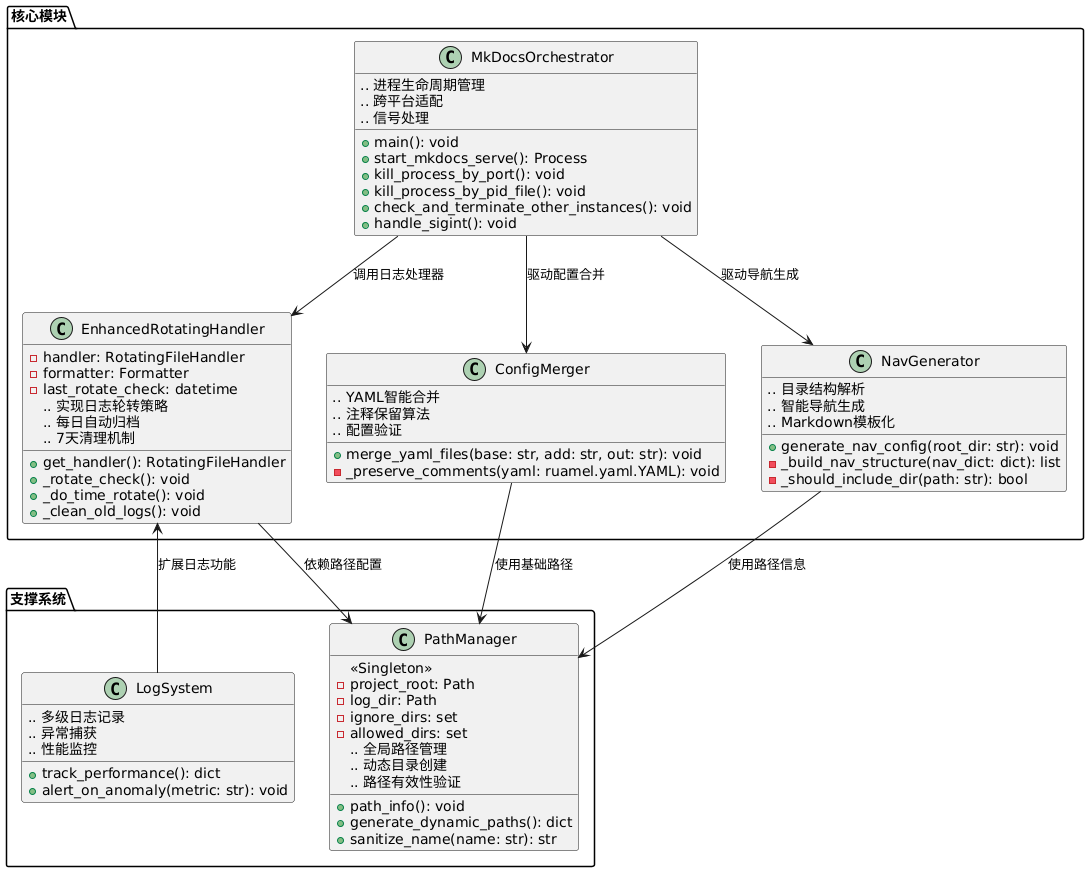 核心模块
C MkDocsOrchestrator
.. 进程生命周期管理
.. 跨平台适配
.. 信号处理
main(): void
start_mkdocs_serve(): Process
kill_process_by_port(): void
kill_process_by_pid_file(): void
check_and_terminate_other_instances(): void
handle_sigint(): void
调用日志处理器
驱动配置合并
驱动导航生成
C EnhancedRotatingHandler
handler: RotatingFileHandler
formatter: Formatter
last_rotate_check: datetime
.. 实现日志轮转策略
.. 每日自动归档
.. 7天清理机制
get_handler(): RotatingFileHandler
_rotate_check(): void
_do_time_rotate(): void
_clean_old_logs(): void
C ConfigMerger
.. YAML智能合并
.. 注释保留算法
.. 配置验证
merge_yaml_files(base: str, add: str, out: str): void
_preserve_comments(yaml: ruamel.yaml.YAML): void
C NavGenerator
.. 目录结构解析
.. 智能导航生成
.. Markdown模板化
generate_nav_config(root_dir: str): void
_build_nav_structure(nav_dict: dict): list
_should_include_dir(path: str): bool
扩展日志功能
依赖路径配置
使用基础路径
使用路径信息
支撑系统
C LogSystem
.. 多级日志记录
.. 异常捕获
.. 性能监控
track_performance(): dict
alert_on_anomaly(metric: str): void
C PathManager
«Singleton»
project_root: Path
log_dir: Path
ignore_dirs: set
allowed_dirs: set
.. 全局路径管理
.. 动态目录创建
.. 路径有效性验证
path_info(): void
generate_dynamic_paths(): dict
sanitize_name(name: str): str